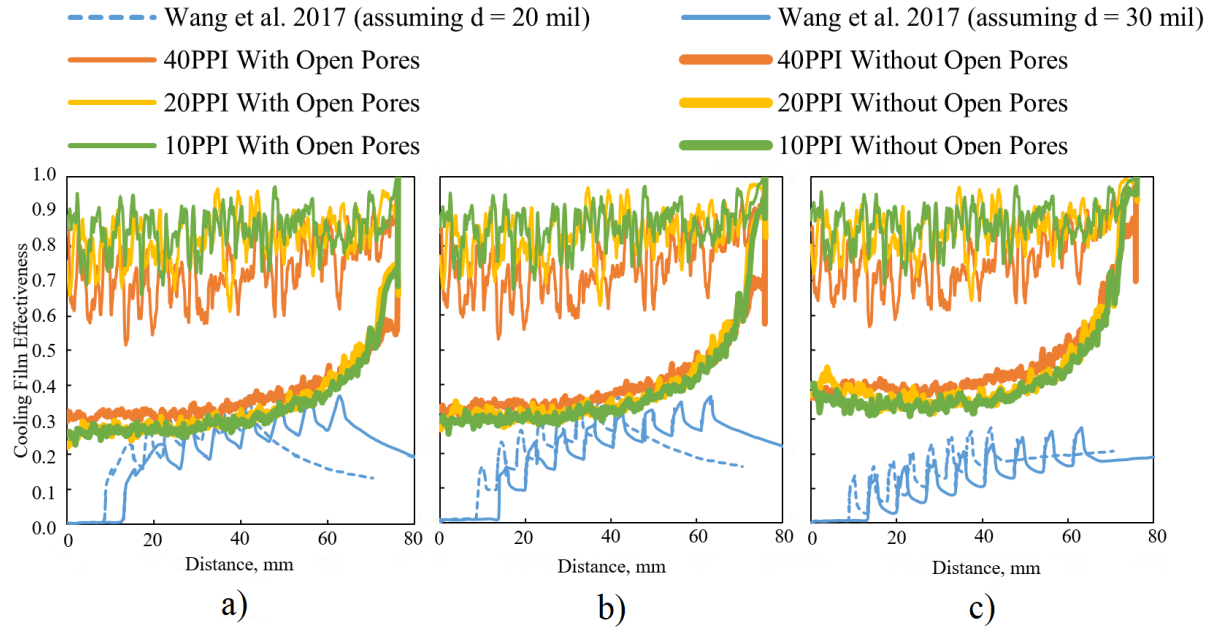 Wang et al. 2017 (assuming d = 20 mil)
Wang et al. 2017 (assuming d = 30 mil)
40PPI With Open Pores
40PPI Without Open Pores
20PPI With Open Pores
20PPI Without Open Pores
10PPI With Open Pores
10PPI Without Open Pores
Cooling Film Effectiveness
1.0
0.9
0.8
0.7
0.6
0.5
0.4
0.3
0.2
0.1
0.0
0 20 40 60 80
0 20 40 60 80
0 20 40 60 80
Distance, mm
Distance, mm
Distance, mm
a)
b)
c)